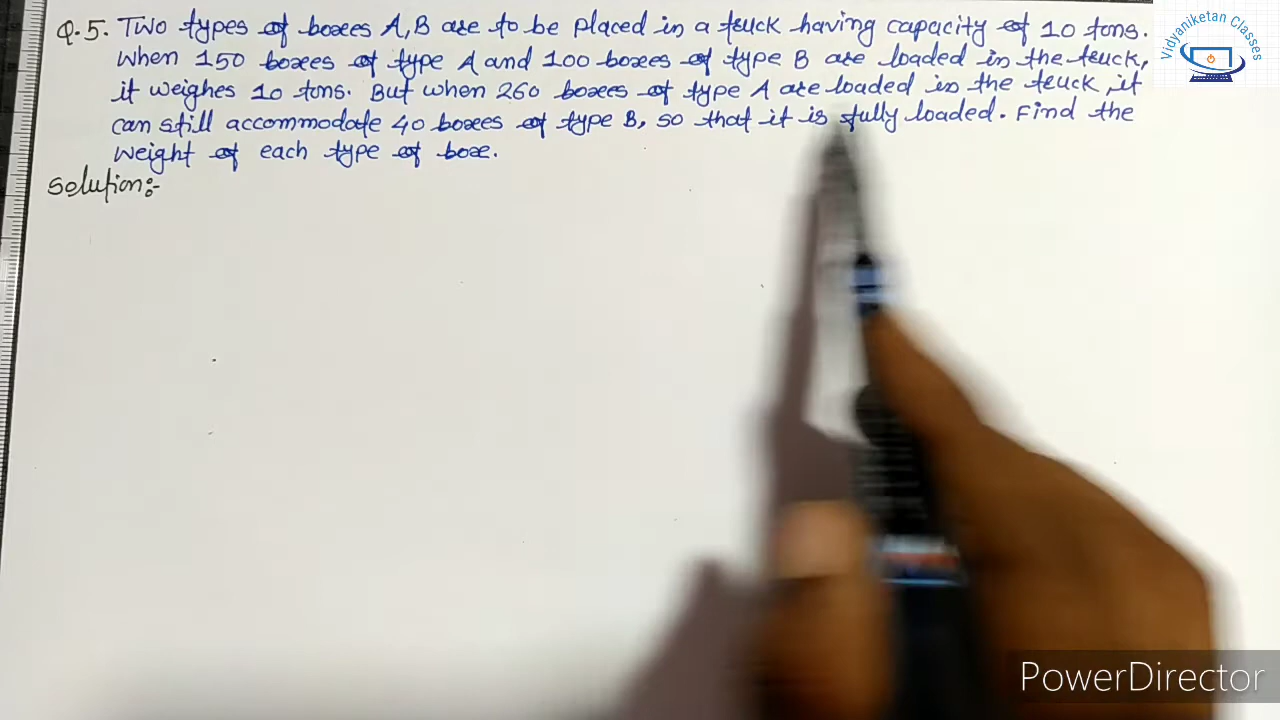 Q.5. Two types of boxes A, B are to be placed in a truck having capacity of 10 tons.
When 150 boxes of type A and 100 boxes of type B are loaded in the truck,
it weighes 10 tons. But when 260 boxes of type A are loaded in the truck, it
can still accommodate 40 boxes of type B, so that it is fully loaded. Find the
weight of each type of box.
Solution:-
Vidyaniketan Classes
PowerDirector